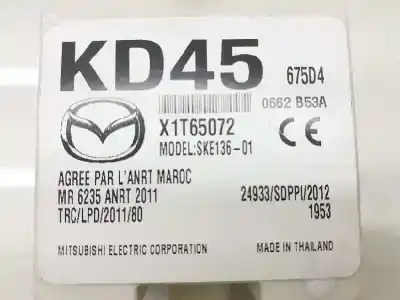 KD45 675D4
0662 B53A
X1T65072
MODEL:SKE136-01 CE
AGREE PAR L'ANRT MAROC
MR 6235 ANRT 2011 24933/SDPPI/2012
TRC/LPD/2011/80 1953
MITSUBISHI ELECTRIC CORPORATION MADE IN THAILAND